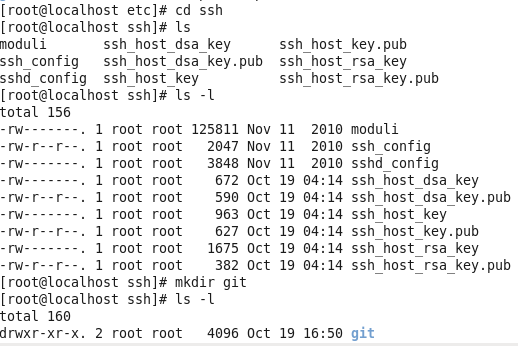 [root@localhost etc]# cd ssh
[root@localhost ssh]# ls
moduli       ssh_host_dsa_key      ssh_host_key.pub
ssh_config   ssh_host_dsa_key.pub  ssh_host_rsa_key
sshd_config  ssh_host_key          ssh_host_rsa_key.pub
[root@localhost ssh]# ls -l
total 156
-rw-------. 1 root root 125811 Nov 11  2010 moduli
-rw-r--r--. 1 root root   2047 Nov 11  2010 ssh_config
-rw-------. 1 root root   3848 Nov 11  2010 sshd_config
-rw-------. 1 root root    672 Oct 19 04:14 ssh_host_dsa_key
-rw-r--r--. 1 root root    590 Oct 19 04:14 ssh_host_dsa_key.pub
-rw-------. 1 root root    963 Oct 19 04:14 ssh_host_key
-rw-r--r--. 1 root root    627 Oct 19 04:14 ssh_host_key.pub
-rw-------. 1 root root   1675 Oct 19 04:14 ssh_host_rsa_key
-rw-r--r--. 1 root root    382 Oct 19 04:14 ssh_host_rsa_key.pub
[root@localhost ssh]# mkdir git
[root@localhost ssh]# ls -l
total 160
drwxr-xr-x. 2 root root   4096 Oct 19 16:50 git